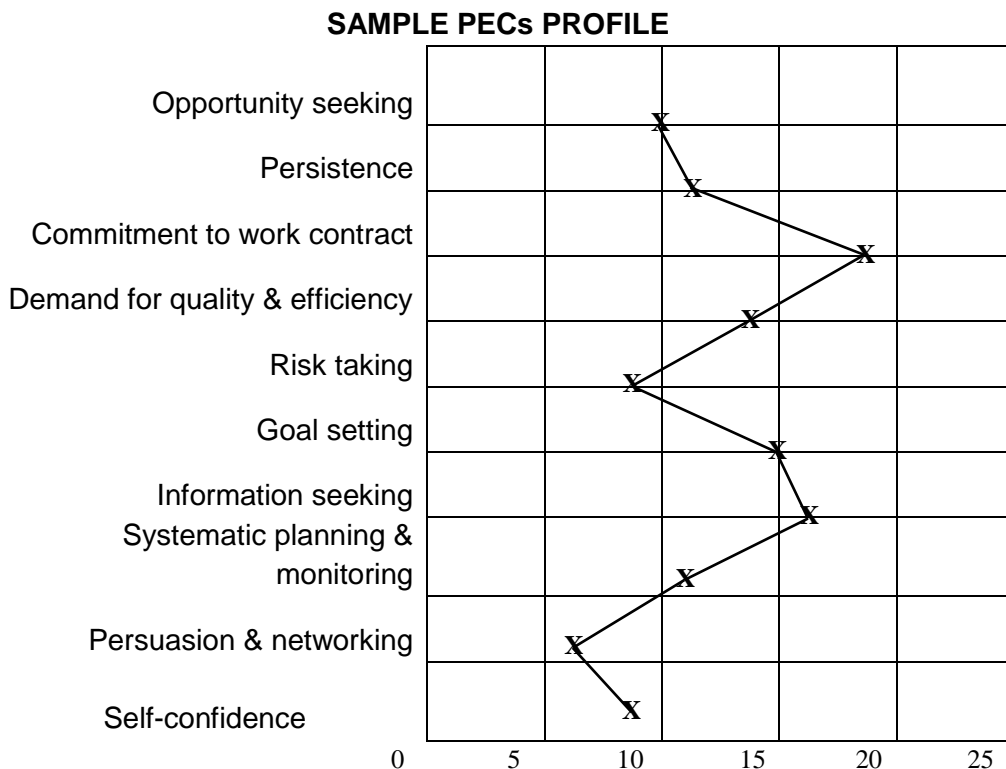 SAMPLE PECs PROFILE
Opportunity seeking
X
Persistence
X
Commitment to work contract
X
Demand for quality & efficiency
X
Risk taking
X
Goal setting
X
Information seeking
X
Systematic planning &
monitoring
X
Persuasion & networking
X
Self-confidence
X
0 5 10 15 20 25